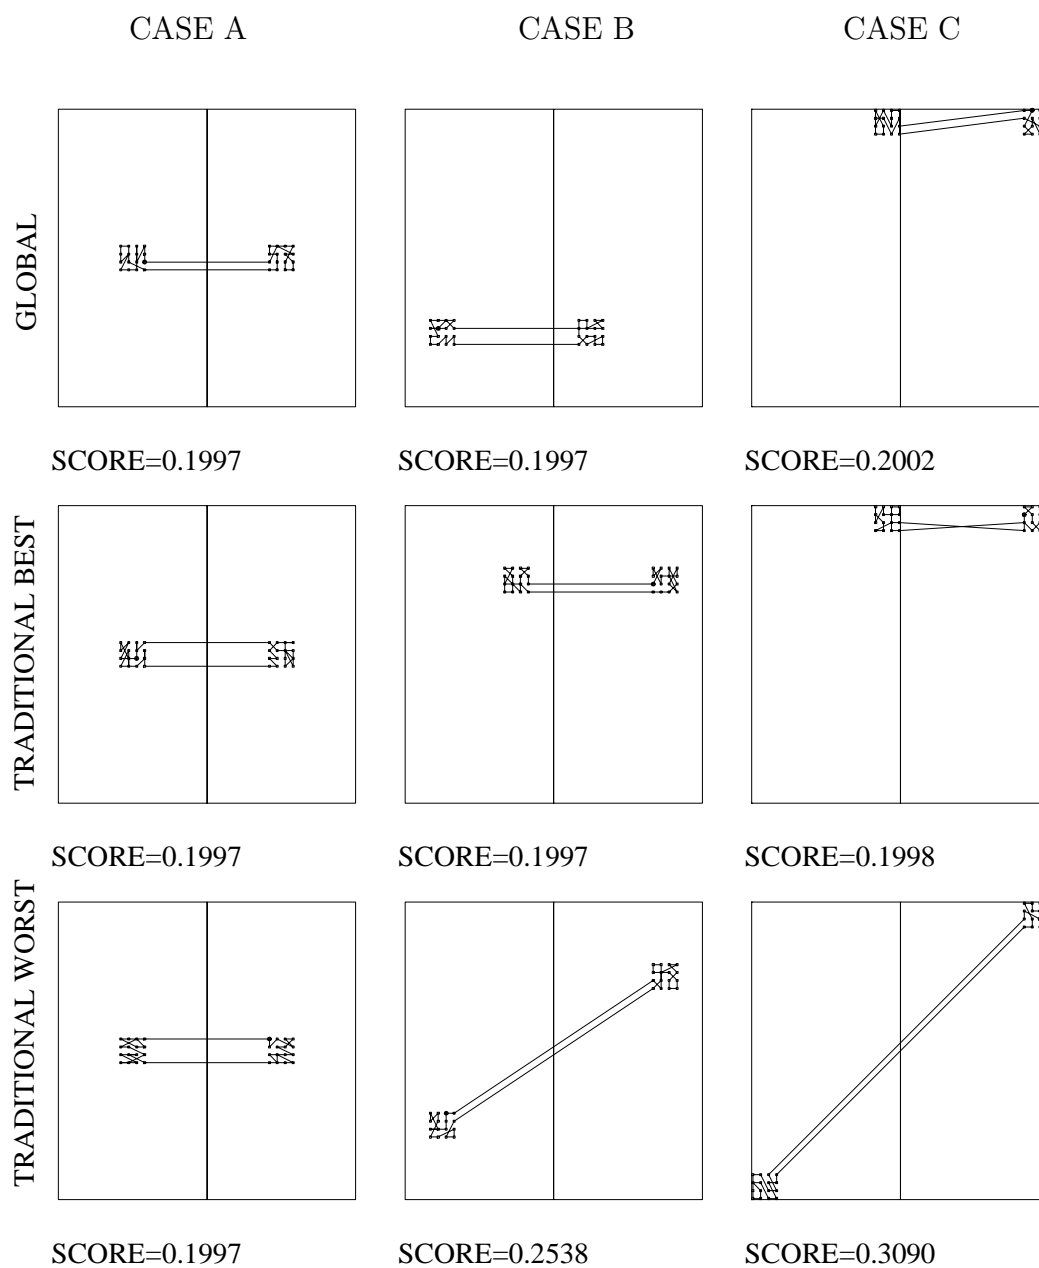 CASE A CASE B CASE C
GLOBAL
SCORE=0.1997 SCORE=0.1997 SCORE=0.2002
TRADITIONAL BEST
SCORE=0.1997 SCORE=0.1997 SCORE=0.1998
TRADITIONAL WORST
SCORE=0.1997 SCORE=0.2538 SCORE=0.3090